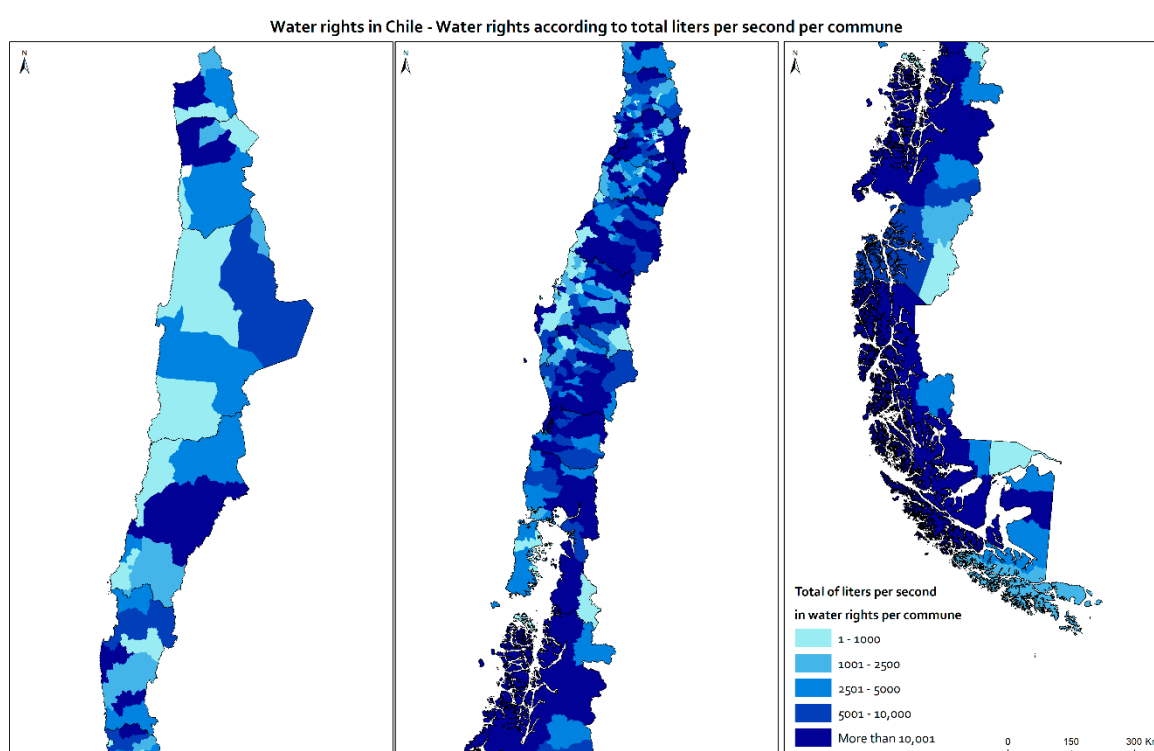 Water rights in Chile - Water rights according to total liters per second per commune
N
N
N
Total of liters per second
in water rights per commune
1 - 1000
1001 - 2500
2501 - 5000
5001 - 10,000
More than 10,001
0 150 300 K